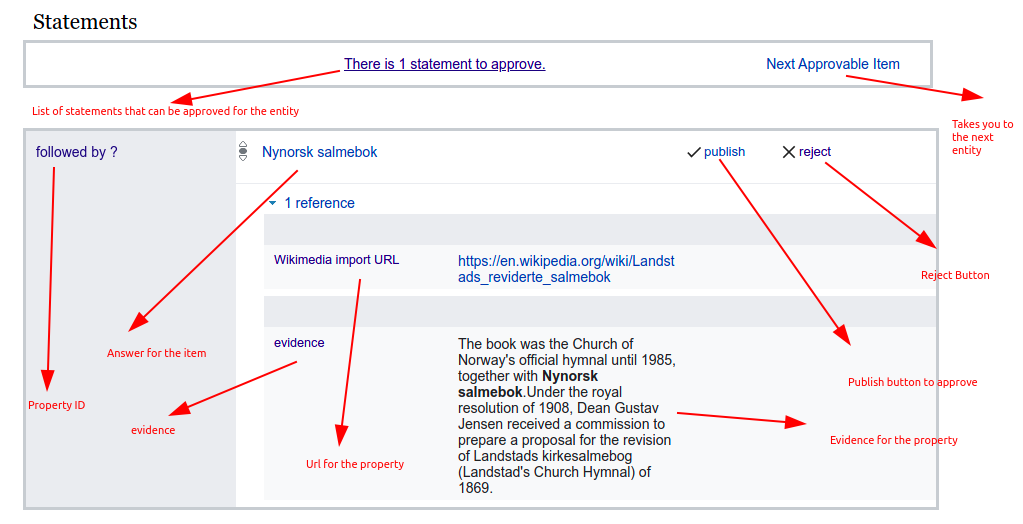 Statements
There is 1 statement to approve.
Next Approvable Item
List of statements that can be approved for the entity
Takes you to
the next
entity
followed by ?
Nynorsk salmebok
publish
reject
1 reference
Wikimedia import URL
https://en.wikipedia.org/wiki/Landst
ads_reviderte_salmebok
Reject Button
evidence
The book was the Church of
Norway's official hymnal until 1985,
together with Nynorsk
salmebok.Under the royal
resolution of 1908, Dean Gustav
Jensen received a commission to
prepare a proposal for the revision
of Landstads kirkesalmebog
(Landstad's Church Hymnal) of
1869.
Answer for the item
Publish button to approve
Property ID
evidence
Evidence for the property
Url for the property